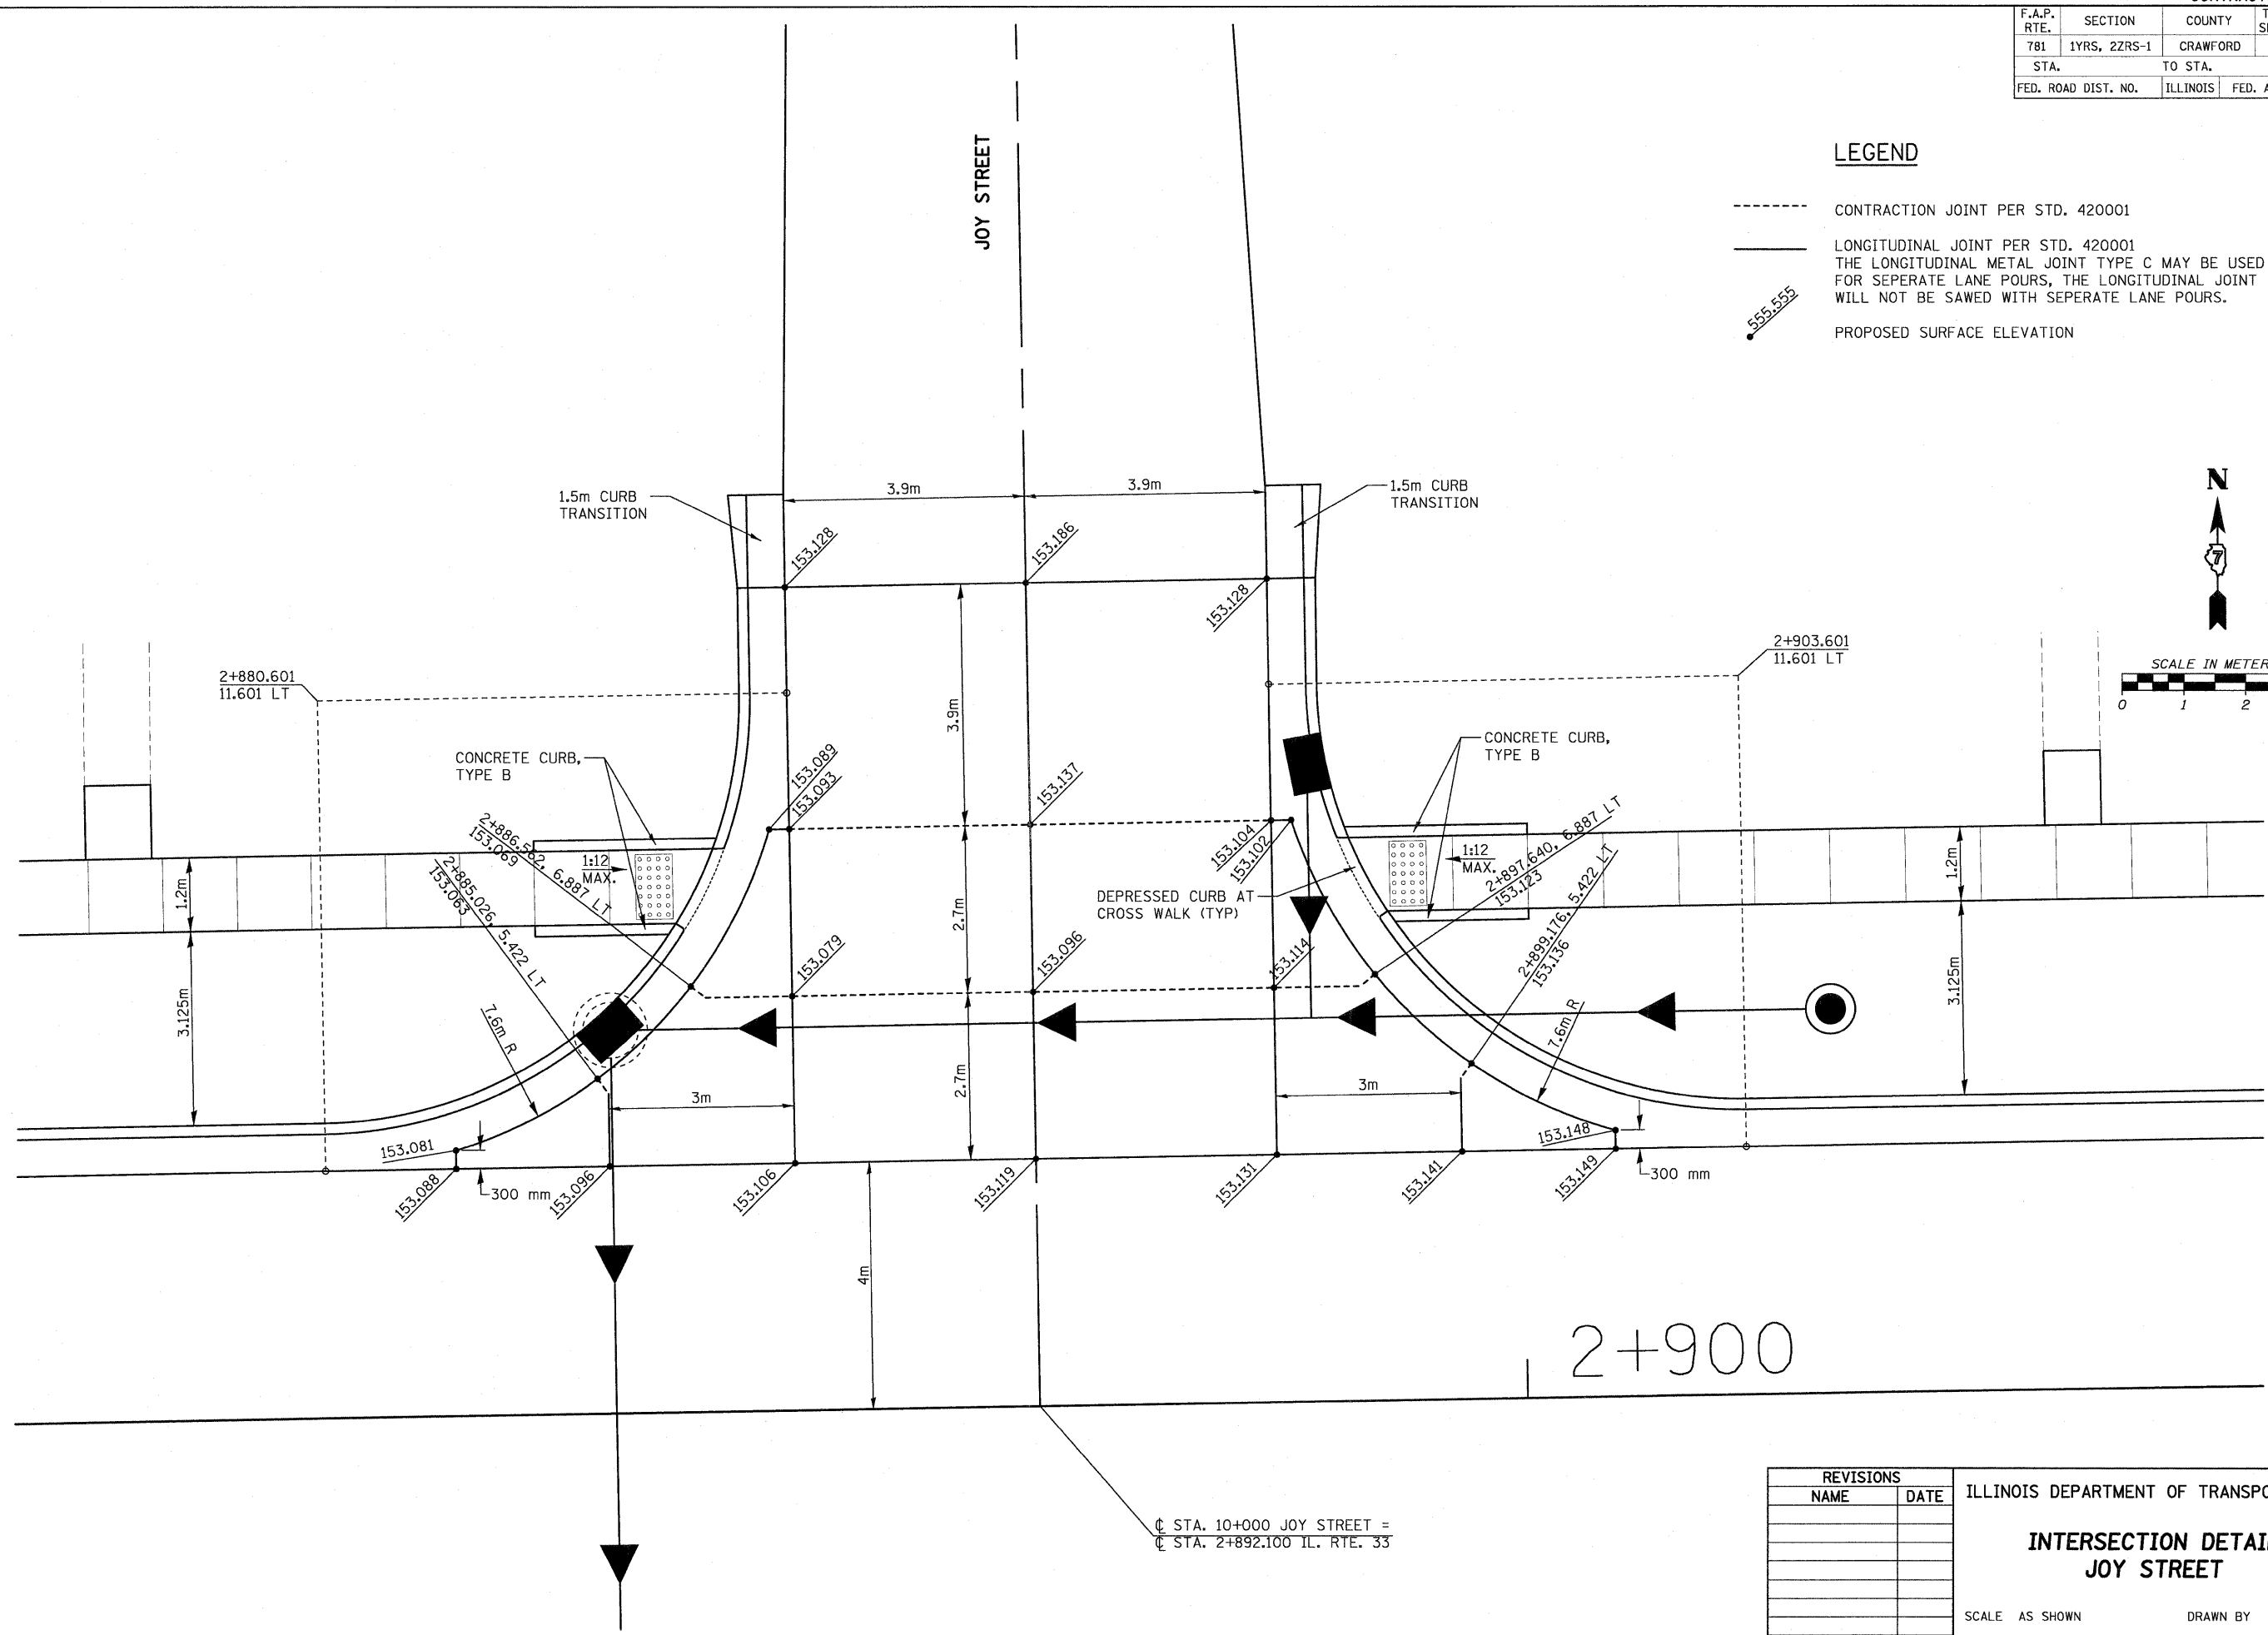 F.A.P. RTE. SECTION COUNTY
781 1YRS, 2ZRS-1 CRAWFORD
STA. TO STA.
FED. ROAD DIST. NO. ILLINOIS FED.
LEGEND
CONTRACTION JOINT PER STD. 420001
LONGITUDINAL JOINT PER STD. 420001
THE LONGITUDINAL METAL JOINT TYPE C MAY BE USED
FOR SEPERATE LANE POURS, THE LONGITUDINAL JOINT
WILL NOT BE SAWED WITH SEPERATE LANE POURS.
555.555
PROPOSED SURFACE ELEVATION
JOY STREET
1.5m CURB
TRANSITION
3.9m
3.9m
1.5m CURB
TRANSITION
N
7
153.128
153.186
153.128
2+880.601
11.601 LT
2+903.601
11.601 LT
SCALE IN METER
0 1 2
3.9m
CONCRETE CURB,
TYPE B
CONCRETE CURB,
TYPE B
153.089
153.093
153.137
153.104
153.102
2+886.562, 6.887 LT
153.069
2+885.026, 5.422 LT
153.063
2+897.640, 6.887 LT
153.123
2+899.176, 5.422 LT
153.136
1:12
MAX.
1:12
MAX.
1.2m
1.2m
DEPRESSED CURB AT
CROSS WALK (TYP)
2.7m
153.079
153.096
153.114
3.125m
3.125m
7.6m R
7.6m R
2.7m
3m
3m
153.081
153.148
153.088
300 mm
153.096
153.106
153.119
153.131
153.141
153.149
300 mm
4m
2+900
℄ STA. 10+000 JOY STREET =
℄ STA. 2+892.100 IL. RTE. 33
REVISIONS
NAME DATE
ILLINOIS DEPARTMENT OF TRANSPO
INTERSECTION DETAI
JOY STREET
SCALE AS SHOWN DRAWN BY